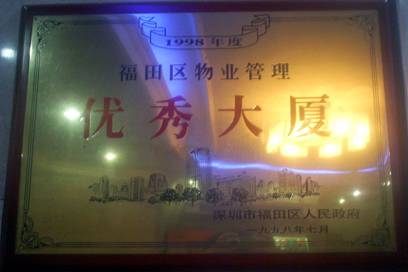 1998年度
福田区物业管理
优秀大厦
深圳市福田区人民政府
一九九八年七月